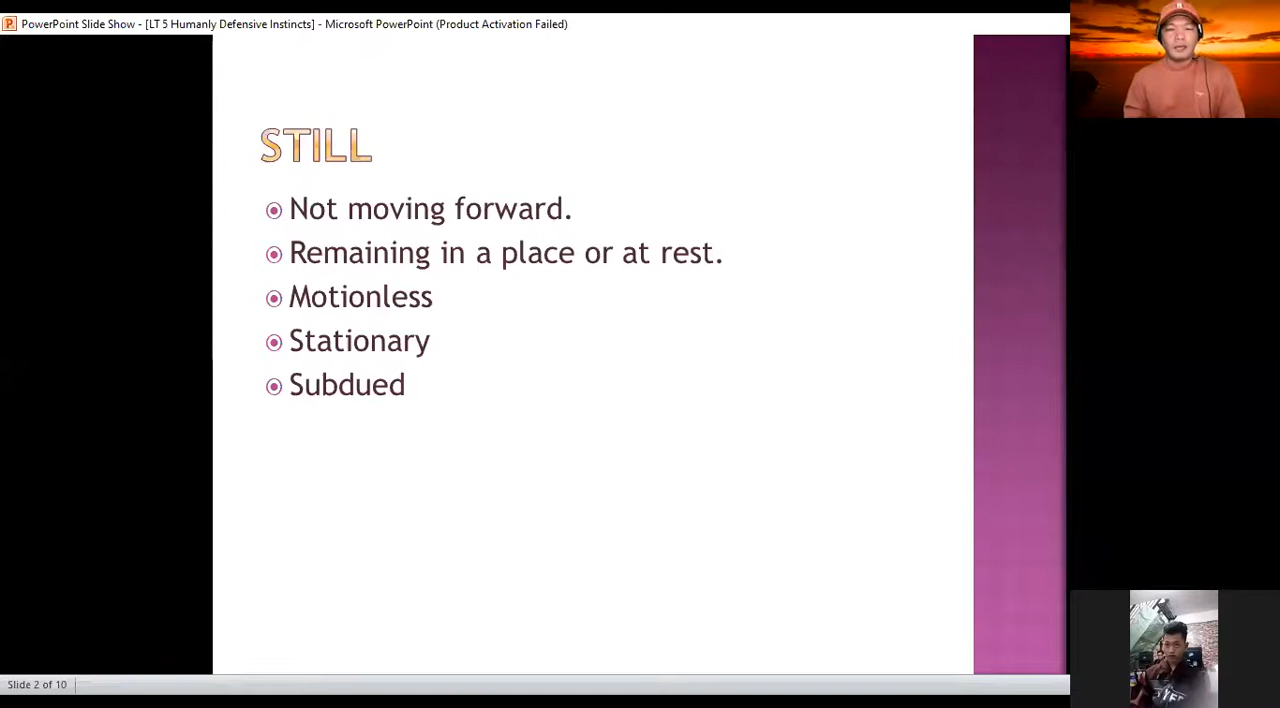 PowerPoint Slide Show - [LT 5 Humanly Defensive Instincts] - Microsoft PowerPoint (Product Activation Failed)
STILL
Not moving forward.
Remaining in a place or at rest.
Motionless
Stationary
Subdued
Slide 2 of 10